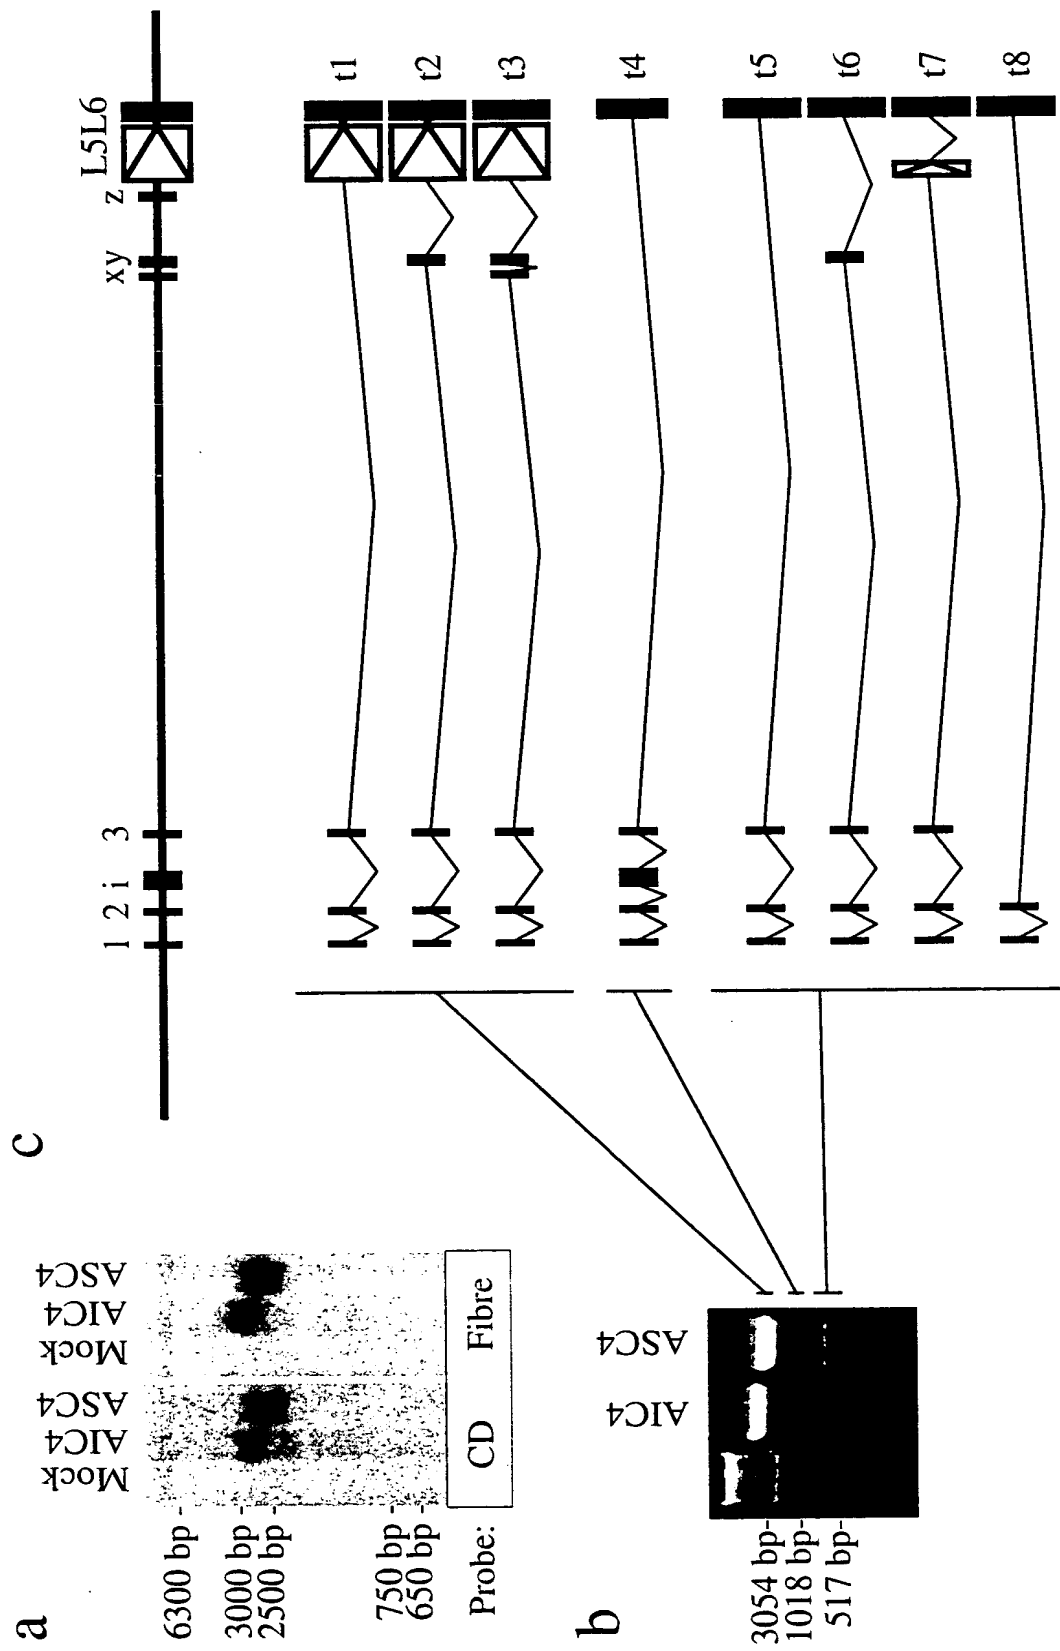 a
Mock AIC4 ASC4 Mock AIC4 ASC4
6300 bp-
3000 bp-
2500 bp-
750 bp-
650 bp-
Probe: CD Fibre
b
AIC4 ASC4
3054 bp-
1018 bp-
517 bp-
c
1 2 i 3 xy z L5L6
t1
t2
t3
t4
t5
t6
t7
t8